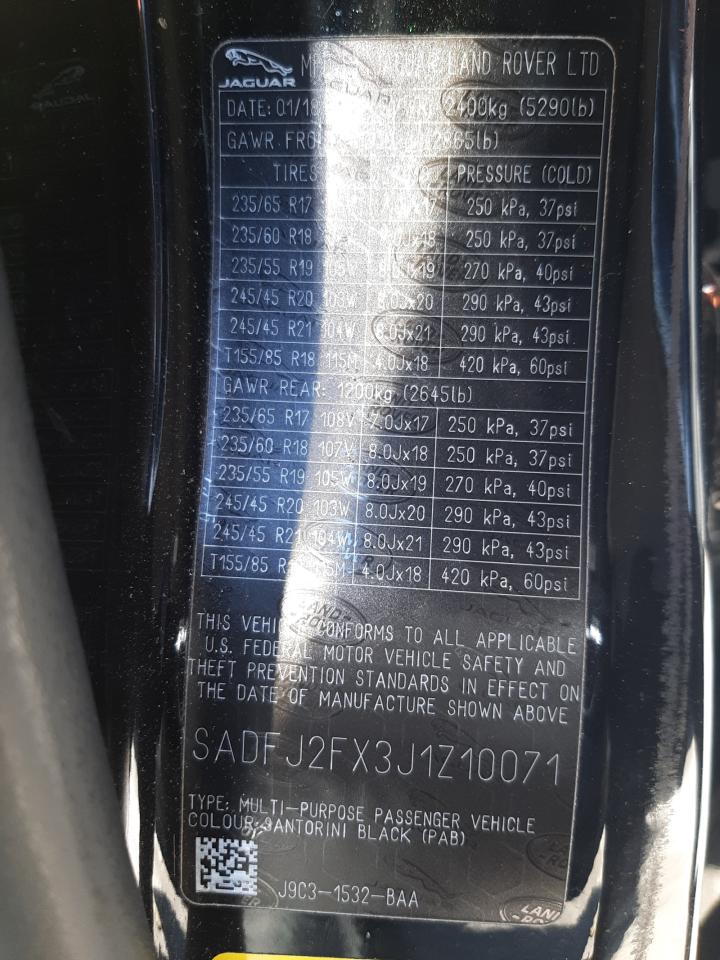 JAGUAR LAND ROVER LTD
DATE: 01/18 2400kg (5290lb)
GAWR
TIRES PRESSURE (COLD)
235/65 R17 250 kPa, 37psi
235/60 R18 250 kPa, 37psi
235/55 R19 105W 8.0Jx19 270 kPa, 40psi
245/45 R20 103W 8.0Jx20 290 kPa, 43psi
245/45 R21 104W 8.0Jx21 290 kPa, 43psi
T155/85 R18 115M 4.0Jx18 420 kPa, 60psi
GAWR REAR: 1200kg (2645lb)
235/65 R17 108V 7.0Jx17 250 kPa, 37psi
235/60 R18 107V 8.0Jx18 250 kPa, 37psi
235/55 R19 105W 8.0Jx19 270 kPa, 40psi
245/45 R20 103W 8.0Jx20 290 kPa, 43psi
245/45 R21 104W 8.0Jx21 290 kPa, 43psi
T155/85 4.0Jx18 420 kPa, 60psi
THIS VEHICLE CONFORMS TO ALL APPLICABLE
U.S. FEDERAL MOTOR VEHICLE SAFETY AND
THEFT PREVENTION STANDARDS IN EFFECT ON
THE DATE OF MANUFACTURE SHOWN ABOVE
SADFJ2FX3J1Z10071
TYPE: MULTI-PURPOSE PASSENGER VEHICLE
COLOUR: SANTORINI BLACK (PAB)
J9C3-1532-BAA